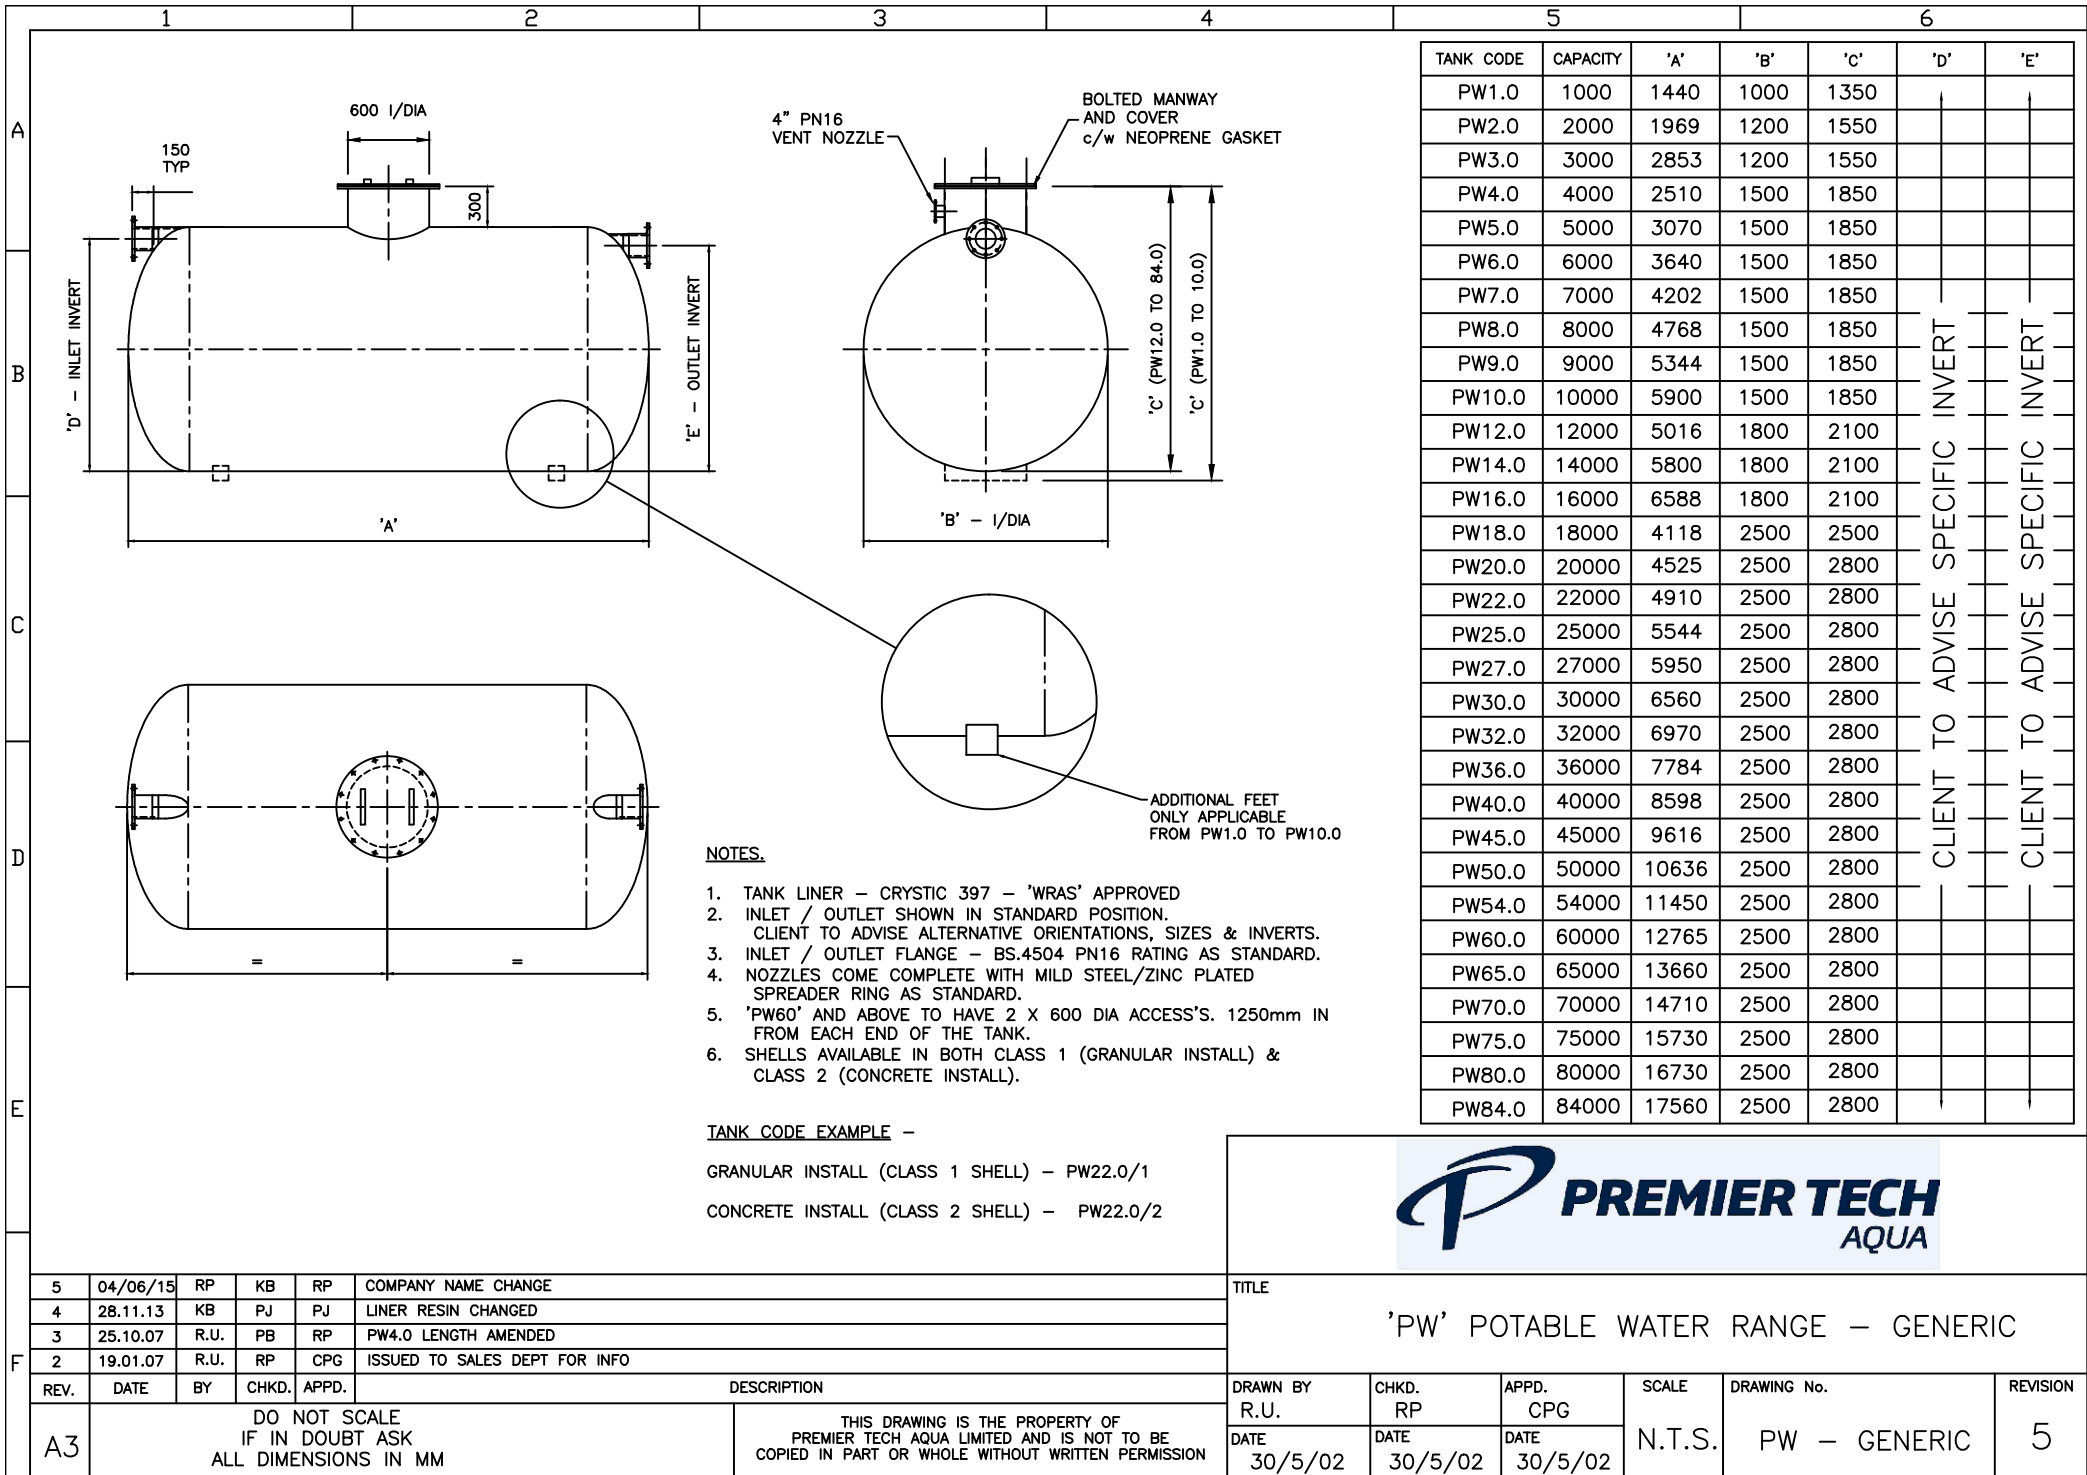 1 2 3 4 5 6
A
B
C
D
E
F
600 I/DIA
150
TYP
300
'D' - INLET INVERT
'E' - OUTLET INVERT
'A'
4" PN16
VENT NOZZLE
BOLTED MANWAY
AND COVER
c/w NEOPRENE GASKET
'C' (PW12.0 TO 84.0)
'C' (PW1.0 TO 10.0)
'B' - I/DIA
= =
ADDITIONAL FEET
ONLY APPLICABLE
FROM PW1.0 TO PW10.0
TANK CODE CAPACITY 'A' 'B' 'C' 'D' 'E'
PW1.0 1000 1440 1000 1350
PW2.0 2000 1969 1200 1550
PW3.0 3000 2853 1200 1550
PW4.0 4000 2510 1500 1850
PW5.0 5000 3070 1500 1850
PW6.0 6000 3640 1500 1850
PW7.0 7000 4202 1500 1850
PW8.0 8000 4768 1500 1850
PW9.0 9000 5344 1500 1850
PW10.0 10000 5900 1500 1850
PW12.0 12000 5016 1800 2100
PW14.0 14000 5800 1800 2100
PW16.0 16000 6588 1800 2100
PW18.0 18000 4118 2500 2500
PW20.0 20000 4525 2500 2800
PW22.0 22000 4910 2500 2800
PW25.0 25000 5544 2500 2800
PW27.0 27000 5950 2500 2800
PW30.0 30000 6560 2500 2800
PW32.0 32000 6970 2500 2800
PW36.0 36000 7784 2500 2800
PW40.0 40000 8598 2500 2800
PW45.0 45000 9616 2500 2800
PW50.0 50000 10636 2500 2800
PW54.0 54000 11450 2500 2800
PW60.0 60000 12765 2500 2800
PW65.0 65000 13660 2500 2800
PW70.0 70000 14710 2500 2800
PW75.0 75000 15730 2500 2800
PW80.0 80000 16730 2500 2800
PW84.0 84000 17560 2500 2800
CLIENT TO ADVISE SPECIFIC INVERT
CLIENT TO ADVISE SPECIFIC INVERT
NOTES.
1. TANK LINER - CRYSTIC 397 - 'WRAS' APPROVED
2. INLET / OUTLET SHOWN IN STANDARD POSITION.
CLIENT TO ADVISE ALTERNATIVE ORIENTATIONS, SIZES & INVERTS.
3. INLET / OUTLET FLANGE - BS.4504 PN16 RATING AS STANDARD.
4. NOZZLES COME COMPLETE WITH MILD STEEL/ZINC PLATED
SPREADER RING AS STANDARD.
5. 'PW60' AND ABOVE TO HAVE 2 X 600 DIA ACCESS'S. 1250mm IN
FROM EACH END OF THE TANK.
6. SHELLS AVAILABLE IN BOTH CLASS 1 (GRANULAR INSTALL) &
CLASS 2 (CONCRETE INSTALL).
TANK CODE EXAMPLE -
GRANULAR INSTALL (CLASS 1 SHELL) - PW22.0/1
CONCRETE INSTALL (CLASS 2 SHELL) - PW22.0/2
PREMIER TECH
AQUA
5 04/06/15 RP KB RP COMPANY NAME CHANGE
4 28.11.13 KB PJ PJ LINER RESIN CHANGED
3 25.10.07 R.U. PB RP PW4.0 LENGTH AMENDED
2 19.01.07 R.U. RP CPG ISSUED TO SALES DEPT FOR INFO
REV. DATE BY CHKD. APPD. DESCRIPTION
A3
DO NOT SCALE
IF IN DOUBT ASK
ALL DIMENSIONS IN MM
THIS DRAWING IS THE PROPERTY OF
PREMIER TECH AQUA LIMITED AND IS NOT TO BE
COPIED IN PART OR WHOLE WITHOUT WRITTEN PERMISSION
TITLE
'PW' POTABLE WATER RANGE - GENERIC
DRAWN BY CHKD. APPD. SCALE DRAWING No. REVISION
R.U. RP CPG
N.T.S. PW - GENERIC 5
DATE DATE DATE
30/5/02 30/5/02 30/5/02